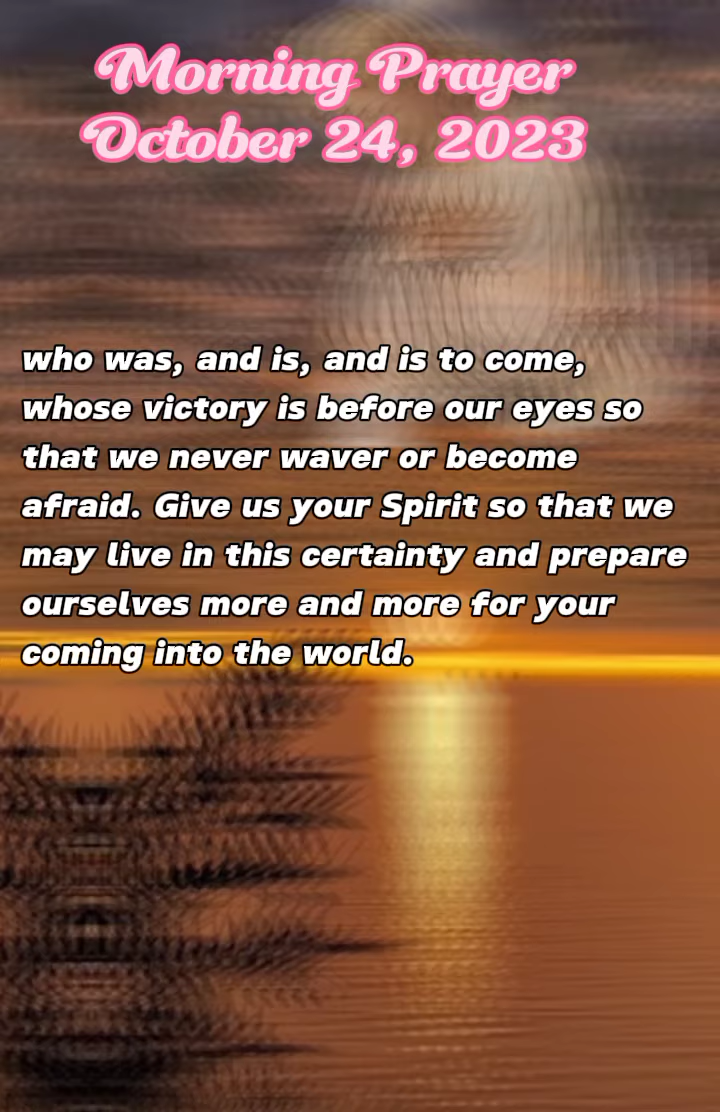 Morning Prayer
October 24, 2023
who was, and is, and is to come,
whose victory is before our eyes so
that we never waver or become
afraid. Give us your Spirit so that we
may live in this certainty and prepare
ourselves more and more for your
coming into the world.